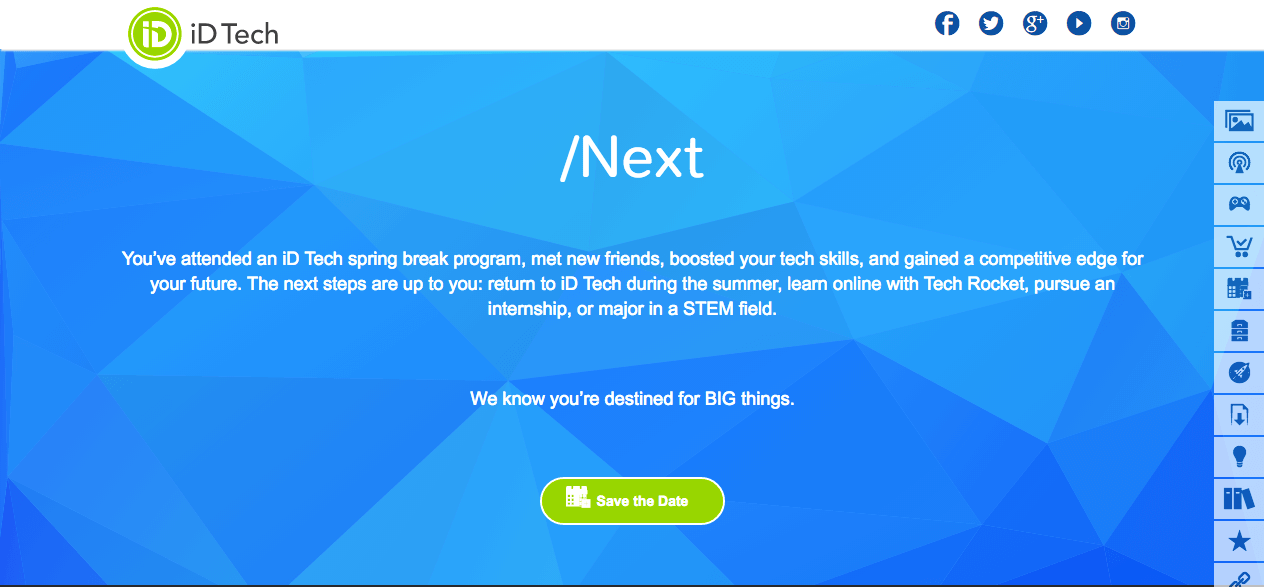 iD iD Tech
g+
/Next
You've attended an iD Tech spring break program, met new friends, boosted your tech skills, and gained a competitive edge for
your future. The next steps are up to you: return to iD Tech during the summer, learn online with Tech Rocket, pursue an
internship, or major in a STEM field.
We know you're destined for BIG things.
Save the Date